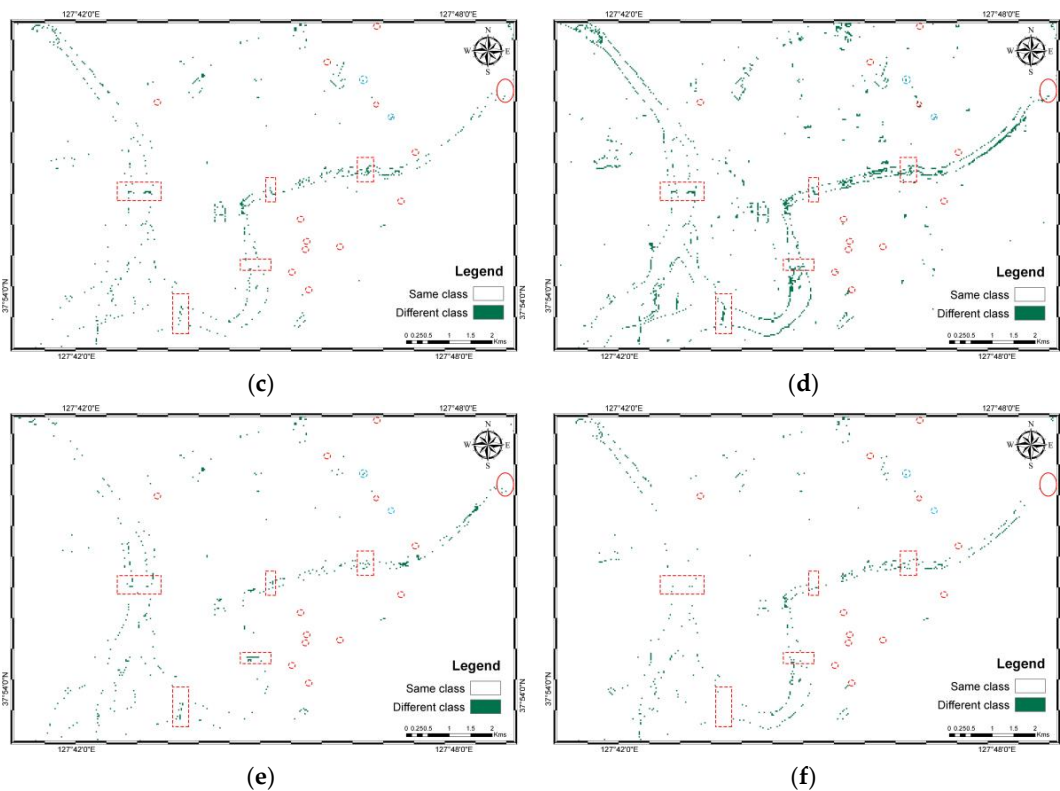 127°42'0"E 127°48'0"E 127°42'0"E 127°48'0"E
N N
W E W E
S S
Legend Legend
37°54'0"N Same class 37°54'0"N Same class
Different class Different class
0 0.25 0.5 1 1.5 2 Kms 0 0.25 0.5 1 1.5 2 Kms
127°42'0"E 127°48'0"E 127°42'0"E 127°48'0"E
(c) (d)
127°42'0"E 127°48'0"E 127°42'0"E 127°48'0"E
N N
W E W E
S S
Legend Legend
37°54'0"N Same class 37°54'0"N Same class 37°54'0"N
Different class Different class
0 0.25 0.5 1 1.5 2 Kms 0 0.25 0.5 1 1.5 2 Kms
127°42'0"E 127°48'0"E 127°42'0"E 127°48'0"E
(e) (f)